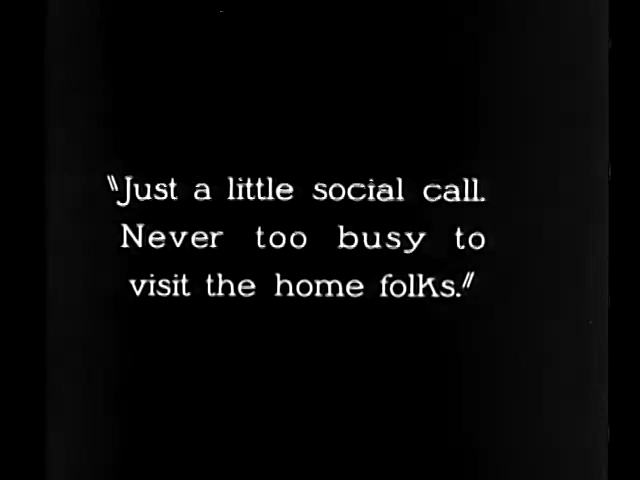 "Just a little social call.
Never too busy to
visit the home folks."